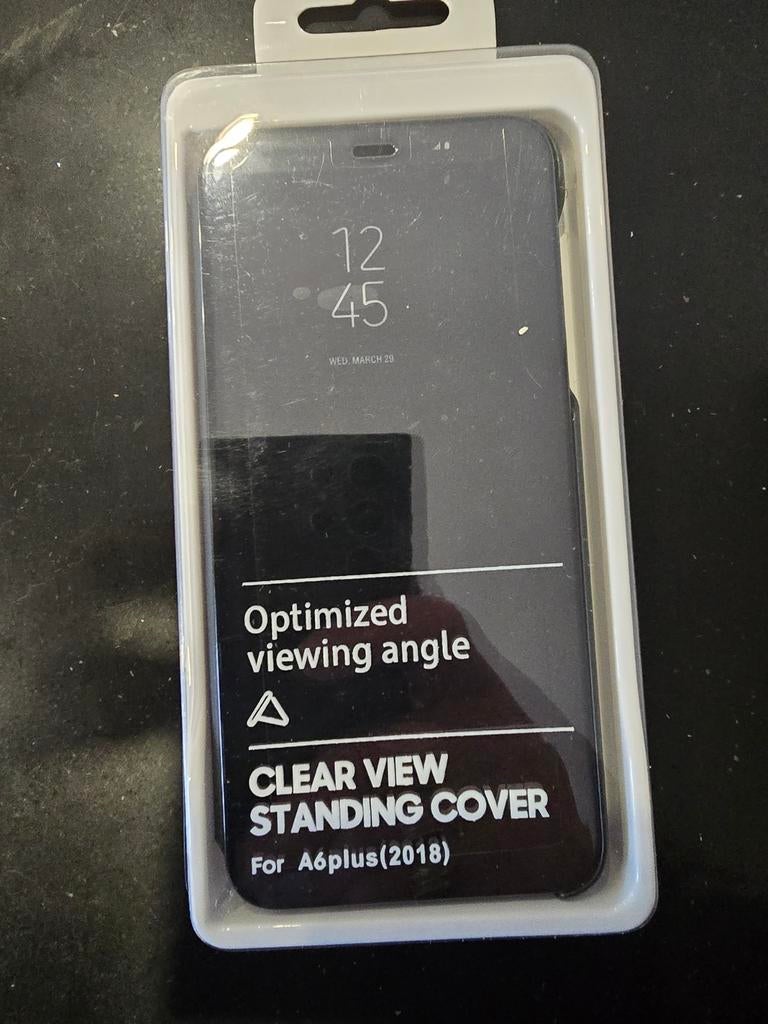 12
45
WED, MARCH 29
Optimized
viewing angle
CLEAR VIEW
STANDING COVER
For A6plus(2018)